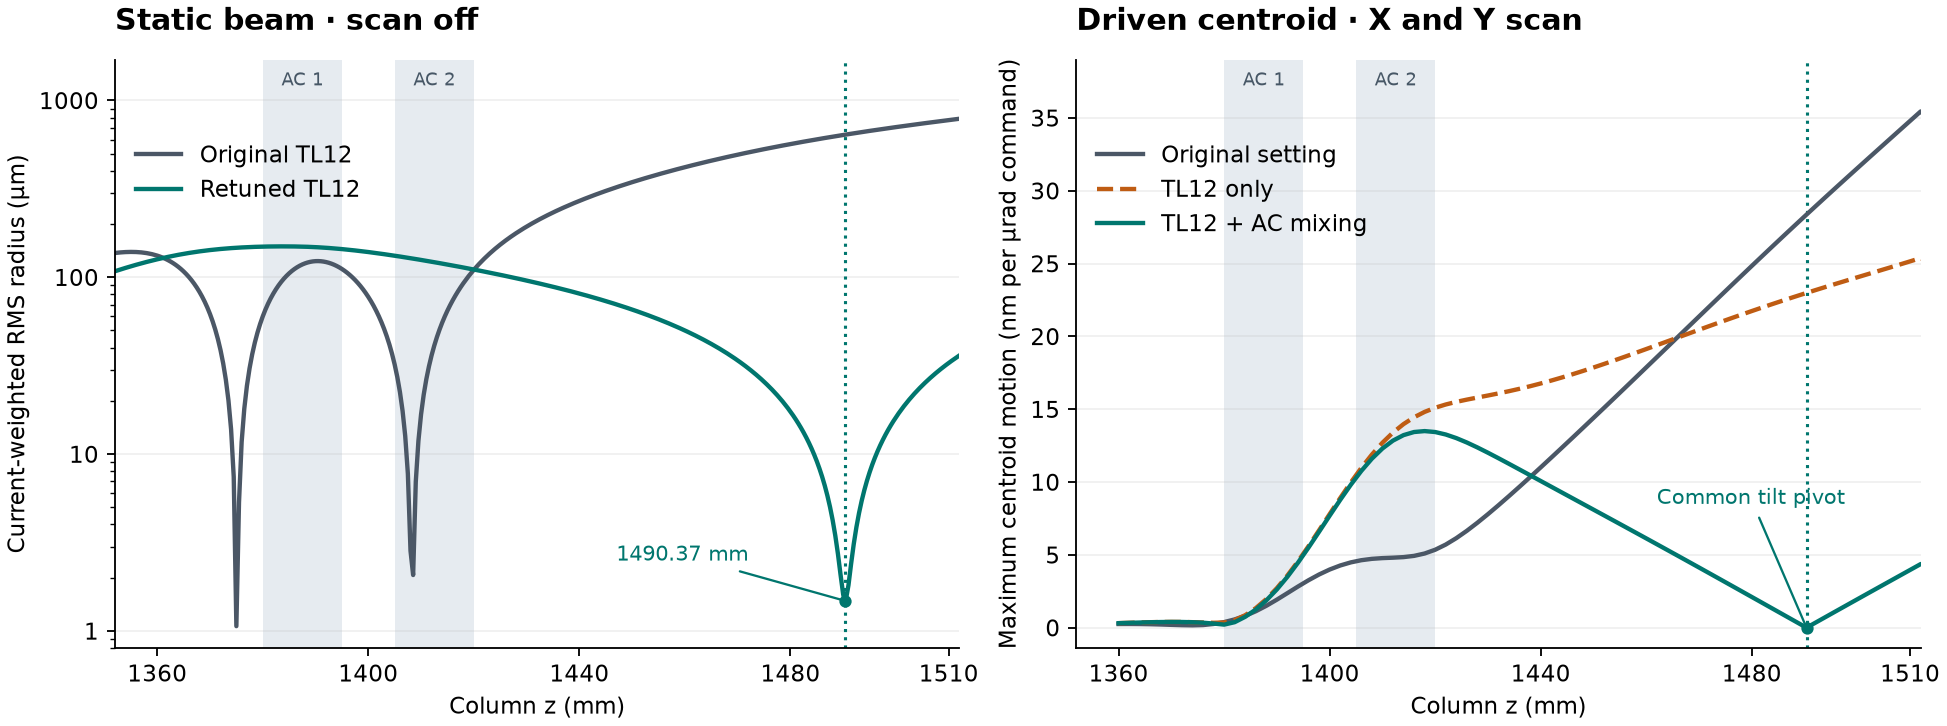 Static beam · scan off
Current-weighted RMS radius (µm)
1000
100
10
1
AC 1
AC 2
Original TL12
Retuned TL12
1490.37 mm
1360
1400
1440
1480
1510
Column z (mm)
Driven centroid · X and Y scan
Maximum centroid motion (nm per µrad command)
35
30
25
20
15
10
5
0
AC 1
AC 2
Original setting
TL12 only
TL12 + AC mixing
Common tilt pivot
1360
1400
1440
1480
1510
Column z (mm)